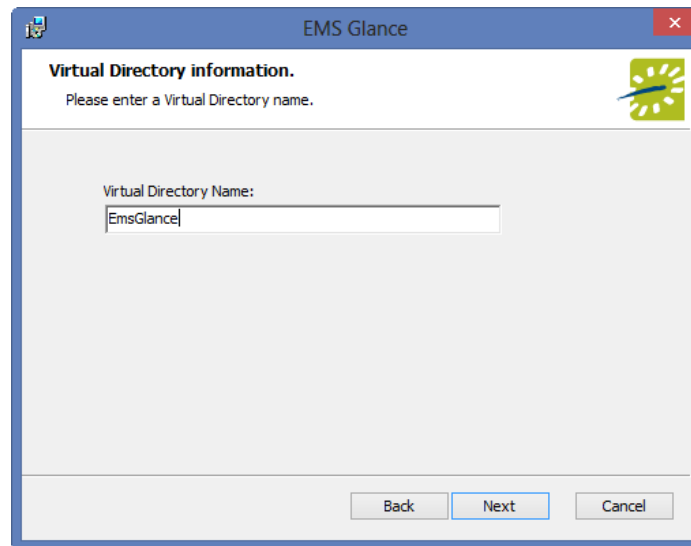 EMS Glance
Virtual Directory information.
Please enter a Virtual Directory name.
Virtual Directory Name:
EmsGlance
Back Next Cancel